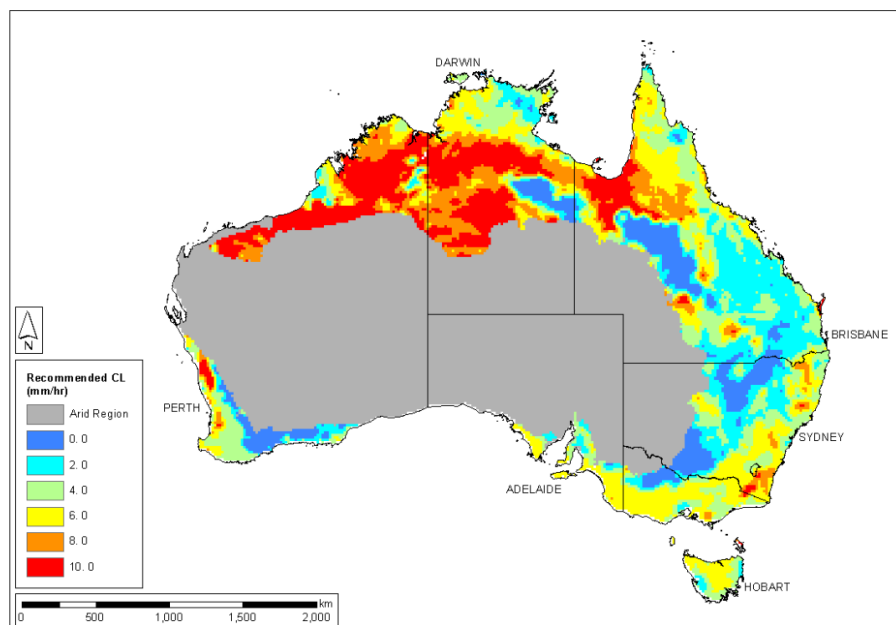 DARWIN
BRISBANE
N
Recommended CL
(mm/hr)
Arid Region
0. 0
2. 0
4. 0
6. 0
8. 0
10. 0
PERTH
SYDNEY
ADELAIDE
HOBART
km
0 500 1,000 1,500 2,000